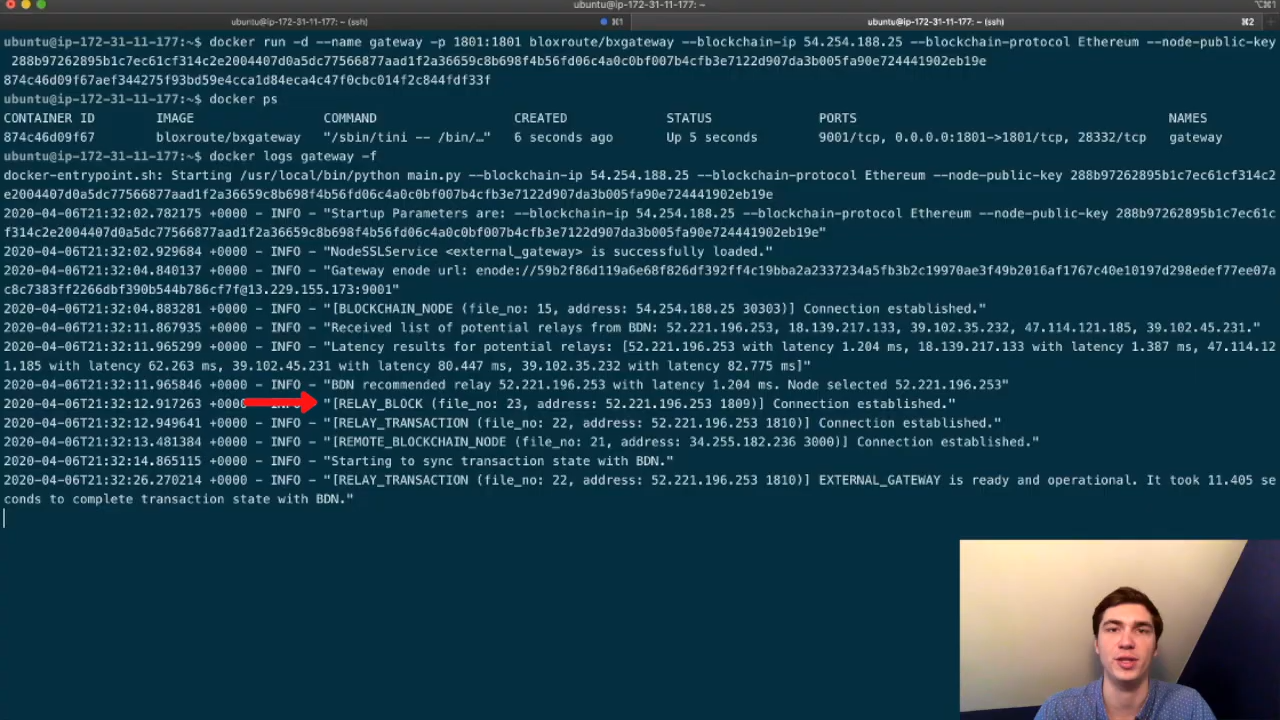 ubuntu@ip-172-31-11-177: ~
⌥⌘1
ubuntu@ip-172-31-11-177: ~ (ssh)
⌘1
ubuntu@ip-172-31-11-177: ~ (ssh)
⌘2
ubuntu@ip-172-31-11-177:~$ docker run -d --name gateway -p 1801:1801 bloxroute/bxgateway --blockchain-ip 54.254.188.25 --blockchain-protocol Ethereum --node-public-key
288b97262895b1c7ec61cf314c2e2004407d0a5dc77566877aad1f2a36659c8b698f4b56fd06c4a0c0bf007b4cfb3e7122d907da3b005fa90e724441902eb19e
874c46d09f67aef344275f93bd59e4cca1d84eca4c47f0cbc014f2c844fdf33f
ubuntu@ip-172-31-11-177:~$ docker ps
CONTAINER ID IMAGE COMMAND CREATED STATUS PORTS NAMES
874c46d09f67 bloxroute/bxgateway "/sbin/tini -- /bin/…" 6 seconds ago Up 5 seconds 9001/tcp, 0.0.0.0:1801->1801/tcp, 28332/tcp gateway
ubuntu@ip-172-31-11-177:~$ docker logs gateway -f
docker-entrypoint.sh: Starting /usr/local/bin/python main.py --blockchain-ip 54.254.188.25 --blockchain-protocol Ethereum --node-public-key 288b97262895b1c7ec61cf314c2
e2004407d0a5dc77566877aad1f2a36659c8b698f4b56fd06c4a0c0bf007b4cfb3e7122d907da3b005fa90e724441902eb19e
2020-04-06T21:32:02.782175 +0000 - INFO - "Startup Parameters are: --blockchain-ip 54.254.188.25 --blockchain-protocol Ethereum --node-public-key 288b97262895b1c7ec61c
f314c2e2004407d0a5dc77566877aad1f2a36659c8b698f4b56fd06c4a0c0bf007b4cfb3e7122d907da3b005fa90e724441902eb19e"
2020-04-06T21:32:02.929684 +0000 - INFO - "NodeSSLService <external_gateway> is successfully loaded."
2020-04-06T21:32:04.840137 +0000 - INFO - "Gateway enode url: enode://59b2f86d119a6e68f826df392ff4c19bba2a2337234a5fb3b2c19970ae3f49b2016af1767c40e10197d298edef77ee07a
c8c7383ff2266dbf390b544b786cf7f@13.229.155.173:9001"
2020-04-06T21:32:04.883281 +0000 - INFO - "[BLOCKCHAIN_NODE (file_no: 15, address: 54.254.188.25 30303)] Connection established."
2020-04-06T21:32:11.867935 +0000 - INFO - "Received list of potential relays from BDN: 52.221.196.253, 18.139.217.133, 39.102.35.232, 47.114.121.185, 39.102.45.231."
2020-04-06T21:32:11.965299 +0000 - INFO - "Latency results for potential relays: [52.221.196.253 with latency 1.204 ms, 18.139.217.133 with latency 1.387 ms, 47.114.12
1.185 with latency 62.263 ms, 39.102.45.231 with latency 80.447 ms, 39.102.35.232 with latency 82.775 ms]"
2020-04-06T21:32:11.965846 +0000 - INFO - "BDN recommended relay 52.221.196.253 with latency 1.204 ms. Node selected 52.221.196.253"
2020-04-06T21:32:12.917263 +0000 - INFO - "[RELAY_BLOCK (file_no: 23, address: 52.221.196.253 1809)] Connection established."
2020-04-06T21:32:12.949641 +0000 - INFO - "[RELAY_TRANSACTION (file_no: 22, address: 52.221.196.253 1810)] Connection established."
2020-04-06T21:32:13.481384 +0000 - INFO - "[REMOTE_BLOCKCHAIN_NODE (file_no: 21, address: 34.255.182.236 3000)] Connection established."
2020-04-06T21:32:14.865115 +0000 - INFO - "Starting to sync transaction state with BDN."
2020-04-06T21:32:26.270214 +0000 - INFO - "[RELAY_TRANSACTION (file_no: 22, address: 52.221.196.253 1810)] EXTERNAL_GATEWAY is ready and operational. It took 11.405 se
conds to complete transaction state with BDN."